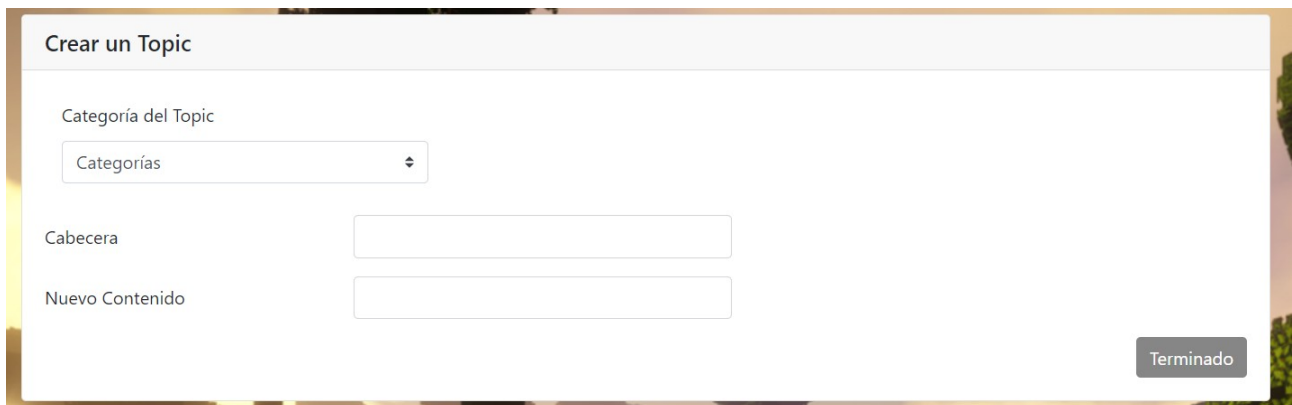 Crear un Topic
Categoría del Topic
Categorías
Cabecera
Nuevo Contenido
Terminado